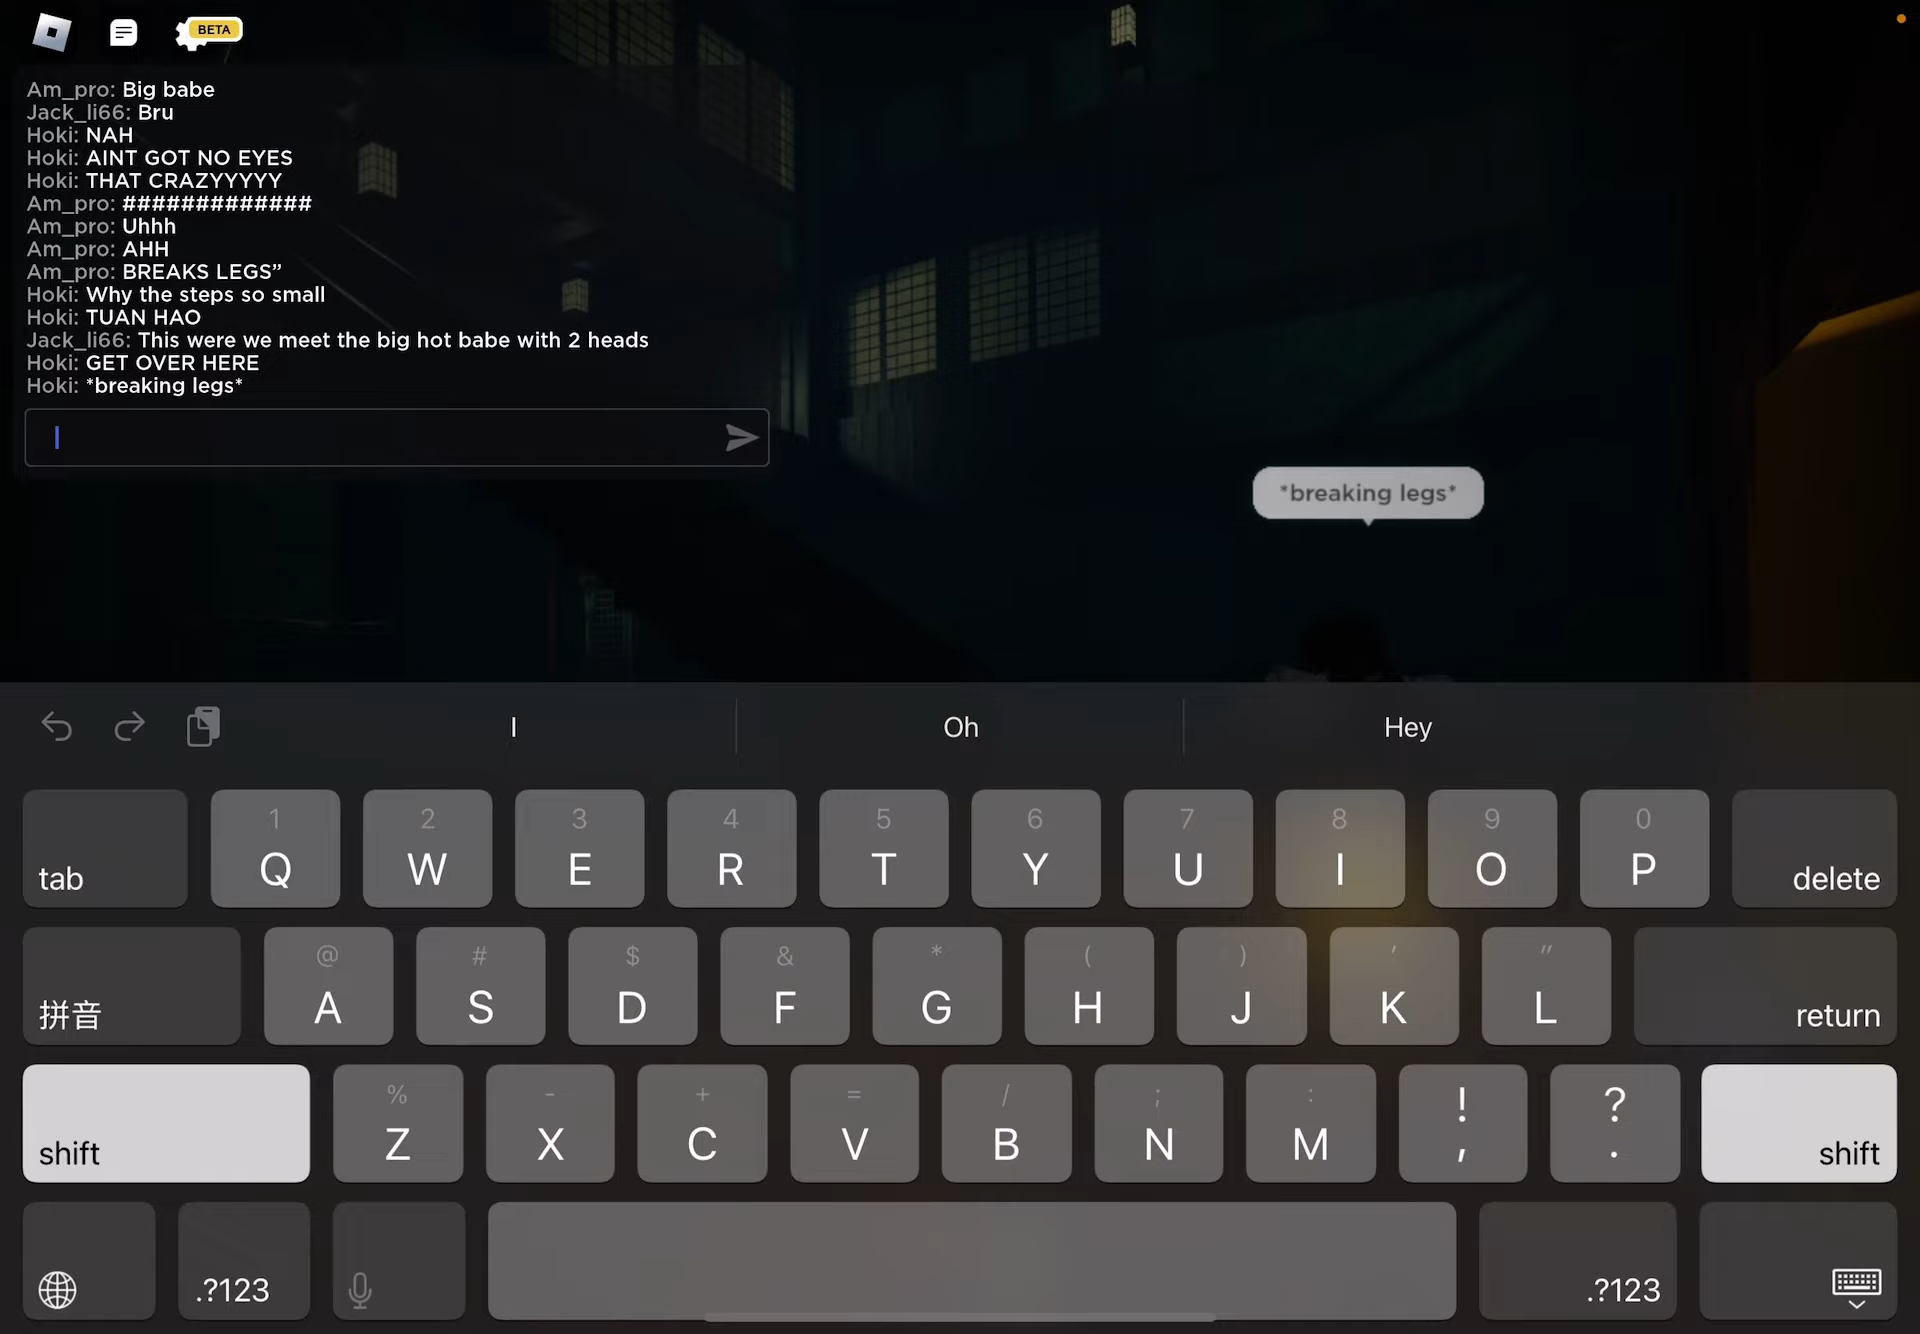 BETA
Am_pro: Big babe
Jack_li66: Bru
Hoki: NAH
Hoki: AINT GOT NO EYES
Hoki: THAT CRAZYYYYY
Am_pro: #############
Am_pro: Uhhh
Am_pro: AHH
Am_pro: BREAKS LEGS”
Hoki: Why the steps so small
Hoki: TUAN HAO
Jack_li66: This were we meet the big hot babe with 2 heads
Hoki: GET OVER HERE
Hoki: *breaking legs*
*breaking legs*
I Oh Hey
1 2 3 4 5 6 7 8 9 0
tab Q W E R T Y U I O P delete
@ # $ & * ( ) ' "
拼音 A S D F G H J K L return
% - + = / ; : ! ?
shift Z X C V B N M , . shift
.?123 .?123